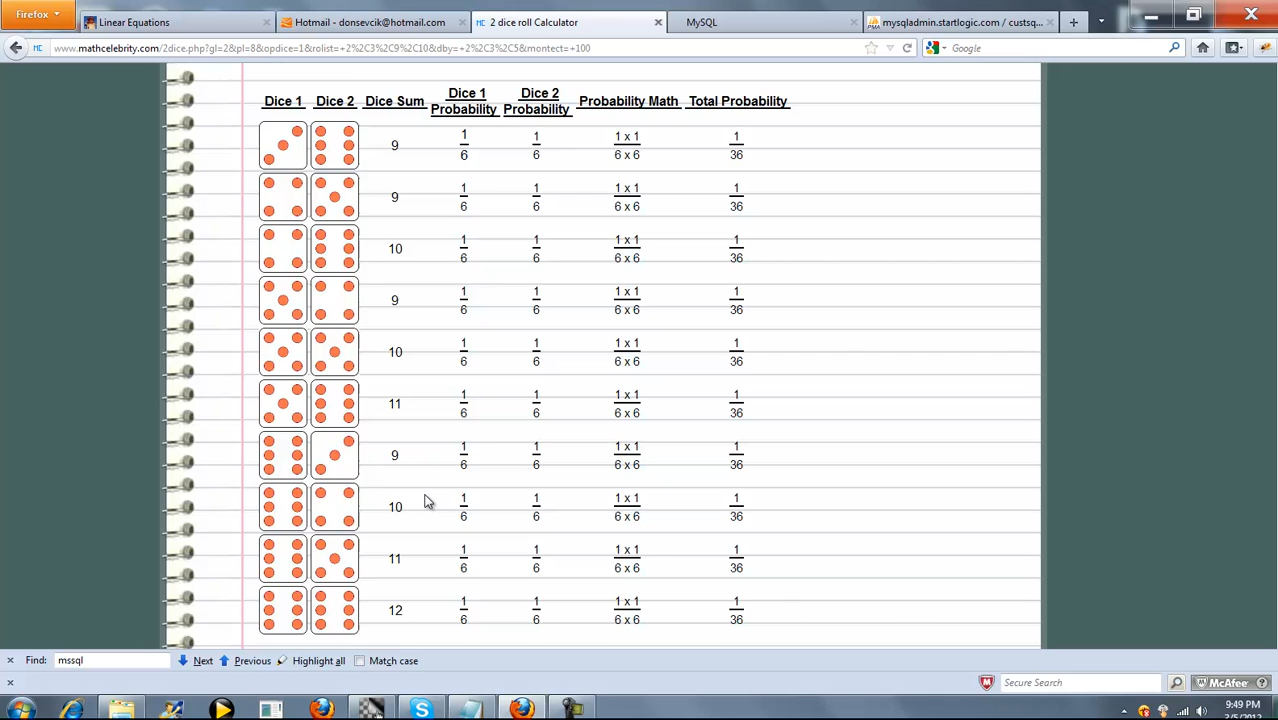 Firefox
Linear Equations
Hotmail - donsevcik@hotmail.com
2 dice roll Calculator
MySQL
mysqladmin.startlogic.com / custsq...
www.mathcelebrity.com/2dice.php?gl=2&pl=8&opdice=1&rolist=+2%2C3%2C9%2C10&dby=+2%2C3%2C5&montect=+100
Google
Dice 1 Dice 2 Dice Sum Dice 1 Probability Dice 2 Probability Probability Math Total Probability
9 1/6 1/6 1 x 1/6 x 6 1/36
9 1/6 1/6 1 x 1/6 x 6 1/36
10 1/6 1/6 1 x 1/6 x 6 1/36
9 1/6 1/6 1 x 1/6 x 6 1/36
10 1/6 1/6 1 x 1/6 x 6 1/36
11 1/6 1/6 1 x 1/6 x 6 1/36
9 1/6 1/6 1 x 1/6 x 6 1/36
10 1/6 1/6 1 x 1/6 x 6 1/36
11 1/6 1/6 1 x 1/6 x 6 1/36
12 1/6 1/6 1 x 1/6 x 6 1/36
Find: mssql Next Previous Highlight all Match case
Secure Search McAfee
9:49 PM